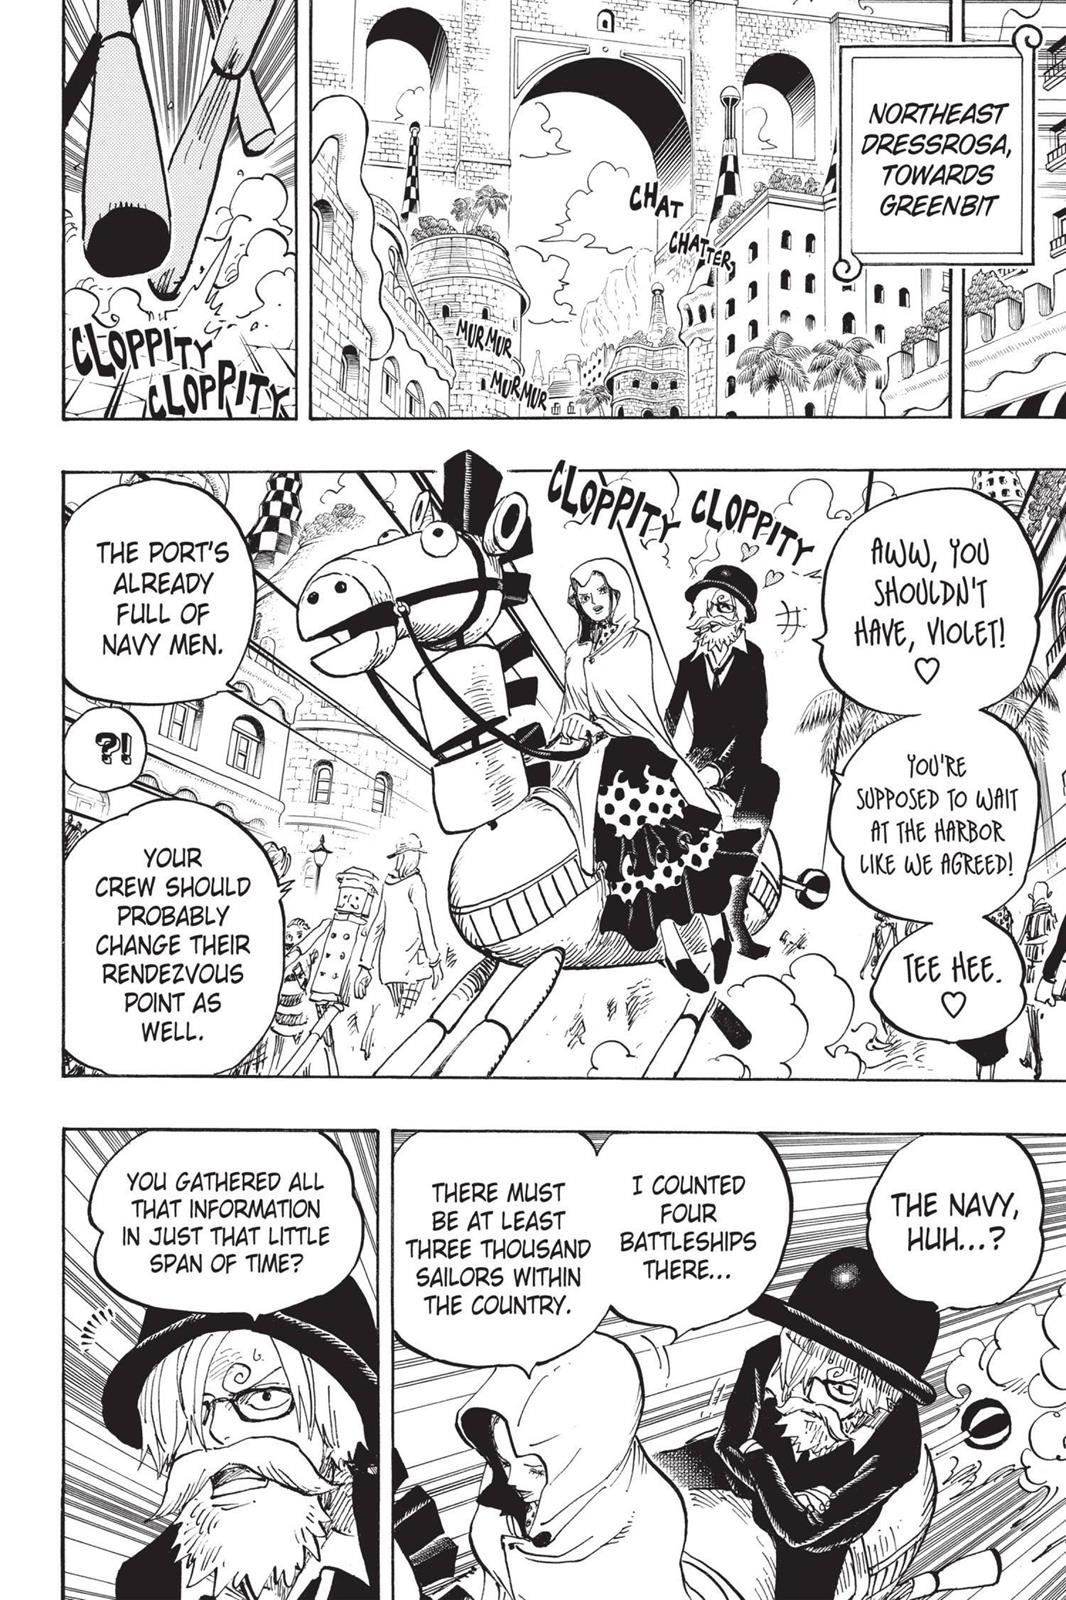 NORTHEAST
DRESSROSA,
TOWARDS
GREENBIT
CHAT
CHATTER
MURMUR
MURMUR
CLOPPITY
CLOPPITY
CLOPPITY
CLOPPITY
AWW, YOU
SHOULDN'T
HAVE, VIOLET!
♡
YOU'RE
SUPPOSED TO WAIT
AT THE HARBOR
LIKE WE AGREED!
TEE HEE.
♡
THE PORT'S
ALREADY
FULL OF
NAVY MEN.
?!
YOUR
CREW SHOULD
PROBABLY
CHANGE THEIR
RENDEZVOUS
POINT AS
WELL.
THE NAVY,
HUH...?
I COUNTED
FOUR
BATTLESHIPS
THERE...
THERE MUST
BE AT LEAST
THREE THOUSAND
SAILORS WITHIN
THE COUNTRY.
YOU GATHERED ALL
THAT INFORMATION
IN JUST THAT LITTLE
SPAN OF TIME?